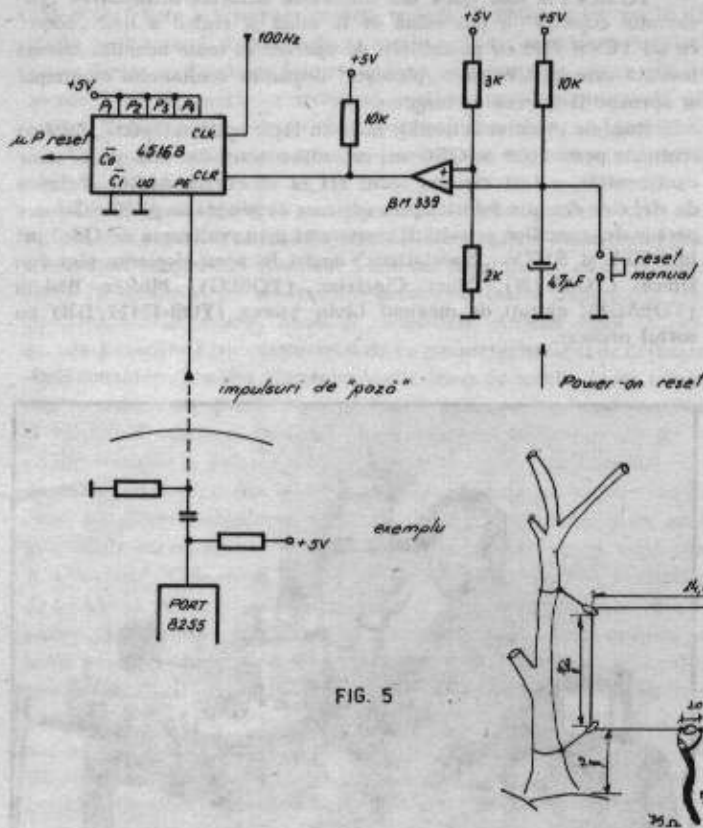 +5V
100Hz
+5V
+5V
+5V
P1 P2 P3 P4
3K
10K
10K
CLK
μP reset
C0
4516B
CLR
C1
UD
PE
+
-
βM 339
2K
47μF
reset
manual
impulsuri de "pază"
Power-on reset
exemplu
+5V
PORT
8255
FIG. 5
2m
75Ω